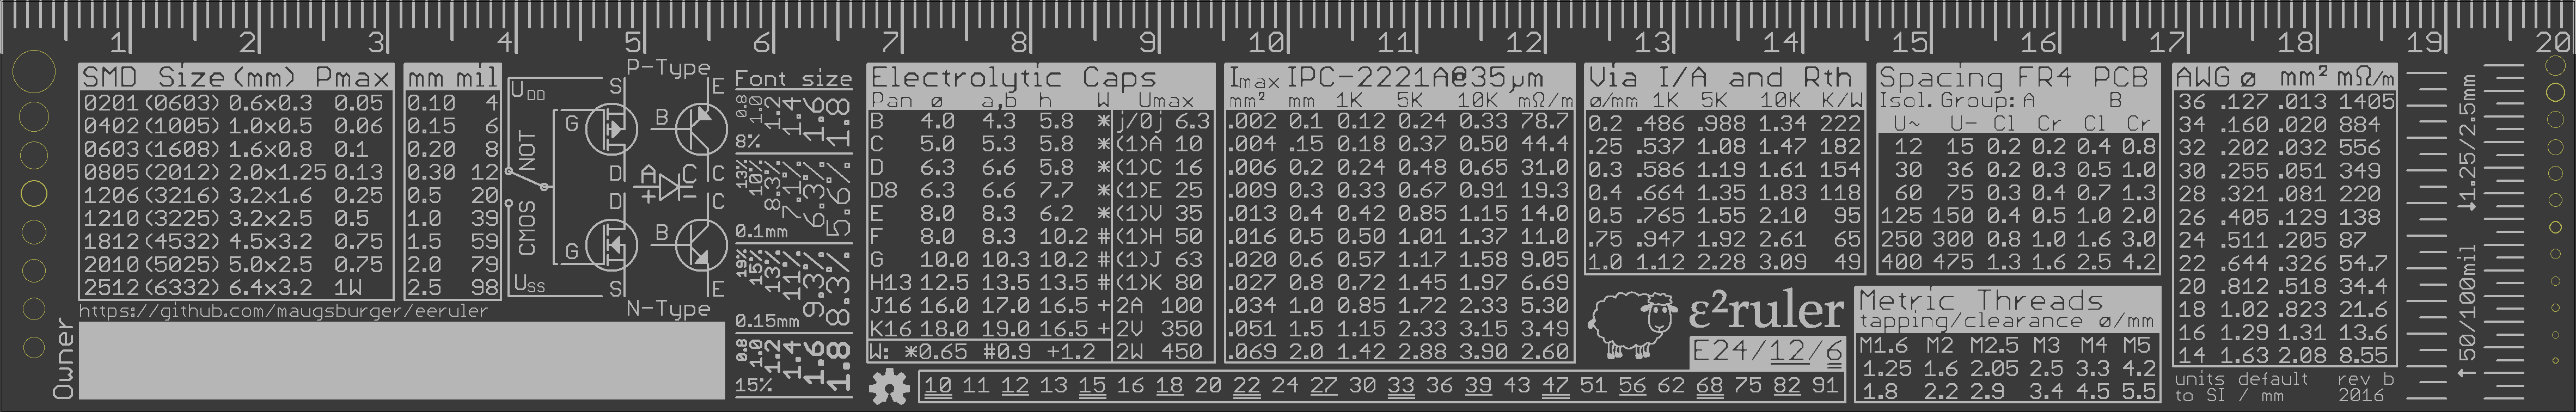 1 2 3 4 5 6 7 8 9 10 11 12 13 14 15 16 17 18 19 20
SMD Size(mm) Pmax
0201(0603) 0.6x0.3 0.05
0402(1005) 1.0x0.5 0.06
0603(1608) 1.6x0.8 0.1
0805(2012) 2.0x1.25 0.13
1206(3216) 3.2x1.6 0.25
1210(3225) 3.2x2.5 0.5
1812(4532) 4.5x3.2 0.75
2010(5025) 5.0x2.5 0.75
2512(6332) 6.4x3.2 1W
https://github.com/maugsburger/eeruler
Owner
mm mil
0.10 4
0.15 6
0.20 8
0.30 12
0.5 20
1.0 39
1.5 59
2.0 79
2.5 98
P-Type
UDD S E
G B
NOT
D A C C
+ -
CMOS
D C
G B
USS S E
N-Type
Font size
0.8 1.0 1.2 1.4 1.6 1.8
8%
13% 10% 8.3% 7.1% 6.3% 5.6%
0.1mm
19% 15% 13% 11% 9.3% 8.3%
0.15mm
0.8 1.0 1.2 1.4 1.6 1.8
15%
Electrolytic Caps
Pan ø a,b h W Umax
B 4.0 4.3 5.8 * j/0j 6.3
C 5.0 5.3 5.8 * (1)A 10
D 6.3 6.6 5.8 * (1)C 16
D8 6.3 6.6 7.7 * (1)E 25
E 8.0 8.3 6.2 * (1)V 35
F 8.0 8.3 10.2 # (1)H 50
G 10.0 10.3 10.2 # (1)J 63
H13 12.5 13.5 13.5 # (1)K 80
J16 16.0 17.0 16.5 + 2A 100
K16 18.0 19.0 16.5 + 2V 350
W: *0.65 #0.9 +1.2 2W 450
Imax IPC-2221A@35µm
mm² mm 1K 5K 10K mΩ/m
.002 0.1 0.12 0.24 0.33 78.7
.004 .15 0.18 0.37 0.50 44.4
.006 0.2 0.24 0.48 0.65 31.0
.009 0.3 0.33 0.67 0.91 19.3
.013 0.4 0.42 0.85 1.15 14.0
.016 0.5 0.50 1.01 1.37 11.0
.020 0.6 0.57 1.17 1.58 9.05
.027 0.8 0.72 1.45 1.97 6.69
.034 1.0 0.85 1.72 2.33 5.30
.051 1.5 1.15 2.33 3.15 3.49
.069 2.0 1.42 2.88 3.90 2.60
Via I/A and Rth
ø/mm 1K 5K 10K K/W
0.2 .486 .988 1.34 222
.25 .537 1.08 1.47 182
0.3 .586 1.19 1.61 154
0.4 .664 1.35 1.83 118
0.5 .765 1.55 2.10 95
.75 .947 1.92 2.61 65
1.0 1.12 2.28 3.09 49
ε²ruler
E24/12/6
10 11 12 13 15 16 18 20 22 24 27 30 33 36 39 43 47 51 56 62 68 75 82 91
Spacing FR4 PCB
Isol. Group: A B
U~ U- Cl Cr Cl Cr
12 15 0.2 0.2 0.4 0.8
30 36 0.2 0.3 0.5 1.0
60 75 0.3 0.4 0.7 1.3
125 150 0.4 0.5 1.0 2.0
250 300 0.8 1.0 1.6 3.0
400 475 1.3 1.6 2.5 4.2
Metric Threads
tapping/clearance ø/mm
M1.6 M2 M2.5 M3 M4 M5
1.25 1.6 2.05 2.5 3.3 4.2
1.8 2.2 2.9 3.4 4.5 5.5
AWG ø mm² mΩ/m
36 .127 .013 1405
34 .160 .020 884
32 .202 .032 556
30 .255 .051 349
28 .321 .081 220
26 .405 .129 138
24 .511 .205 87
22 .644 .326 54.7
20 .812 .518 34.4
18 1.02 .823 21.6
16 1.29 1.31 13.6
14 1.63 2.08 8.55
units default rev b
to SI / mm 2016
↓1.25/2.5mm
↑50/100mil